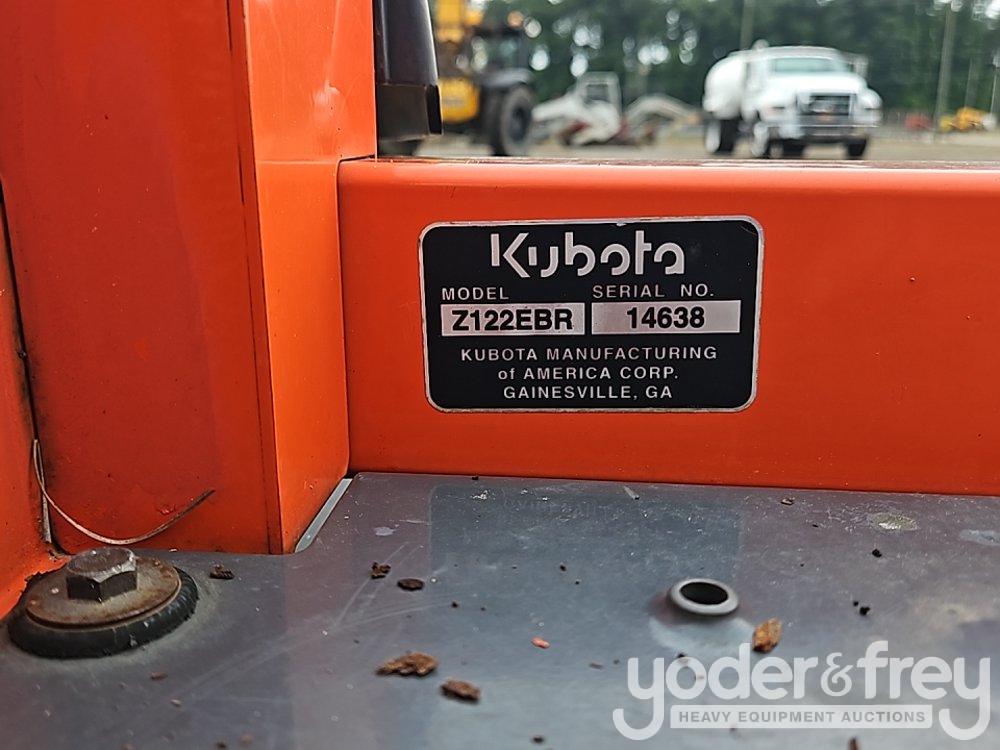 Kubota
MODEL SERIAL NO.
Z122EBR 14638
KUBOTA MANUFACTURING
of AMERICA CORP.
GAINESVILLE, GA
yoder&frey
HEAVY EQUIPMENT AUCTIONS